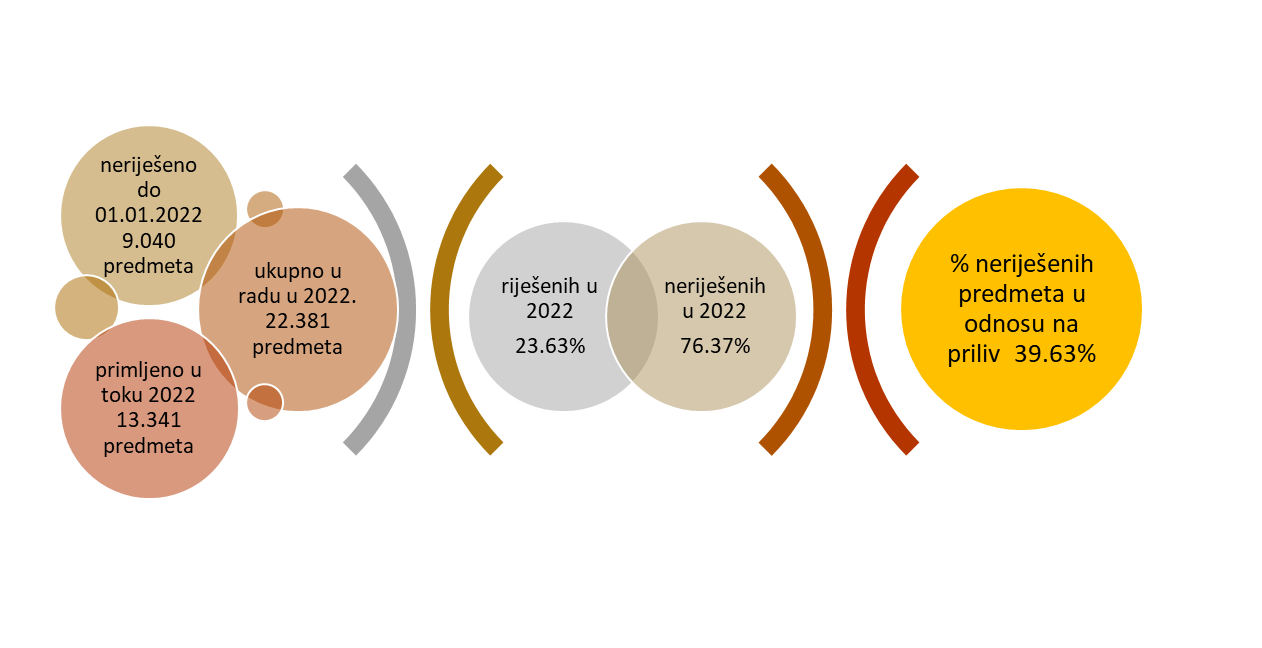 neriješeno
do
01.01.2022
9.040
predmeta
primljeno u
toku 2022
13.341
predmeta
ukupno u
radu u 2022.
22.381
predmeta
riješenih u
2022
23.63%
neriješenih
u 2022
76.37%
% neriješenih
predmeta u
odnosu na
priliv 39.63%